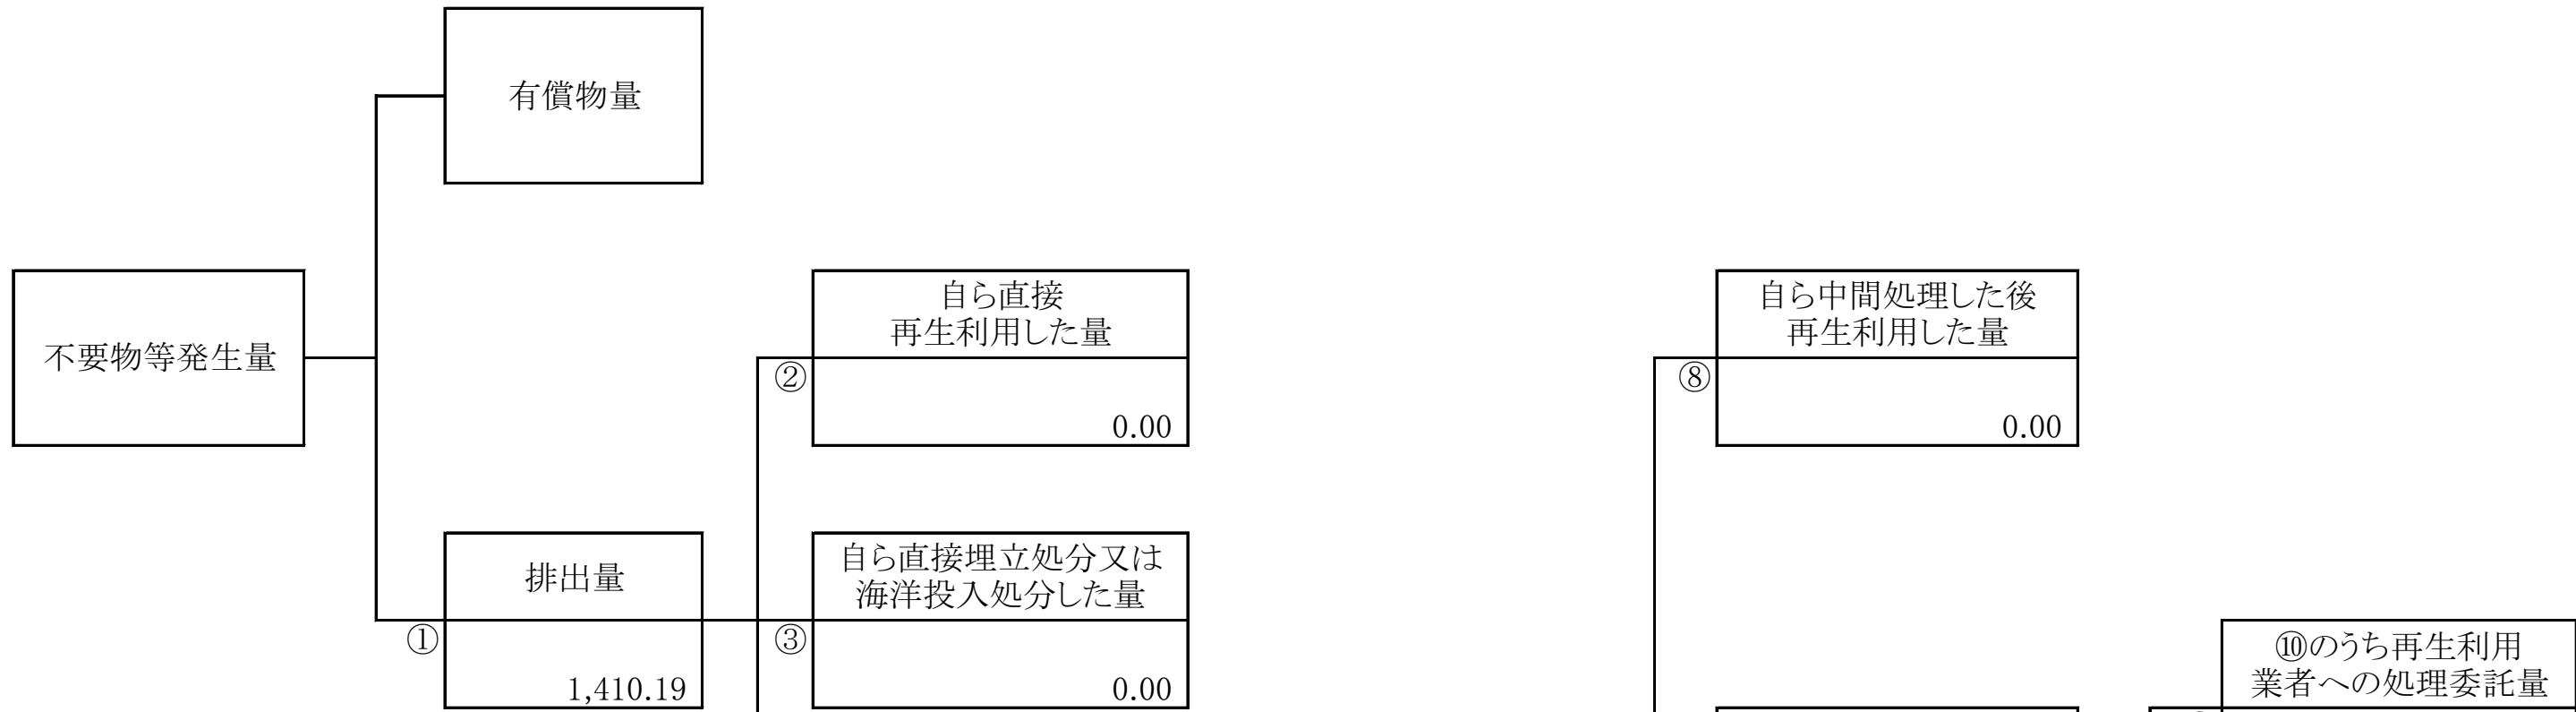 有償物量
不要物等発生量
自ら直接
再生利用した量
②
0.00
自ら中間処理した後
再生利用した量
⑧
0.00
排出量
①
1,410.19
自ら直接埋立処分又は
海洋投入処分した量
③
0.00
⑩のうち再生利用
業者への処理委託量